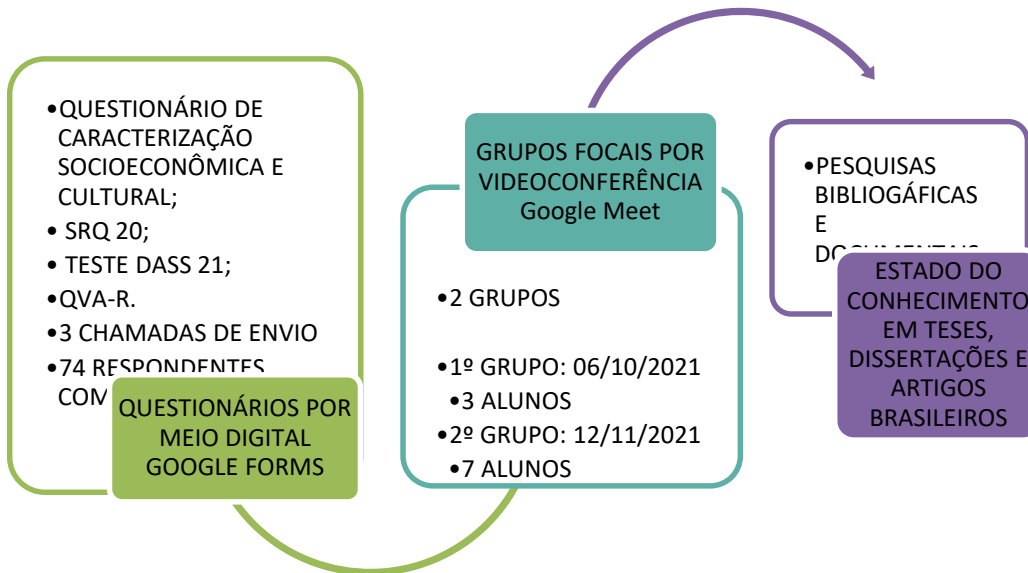 •QUESTIONÁRIO DE
CARACTERIZAÇÃO
SOCIOECONÔMICA E
CULTURAL;
• SRQ 20;
• TESTE DASS 21;
•QVA-R.
•3 CHAMADAS DE ENVIO
•74 RESPONDENTES
QUESTIONÁRIOS POR
MEIO DIGITAL
GOOGLE FORMS
GRUPOS FOCAIS POR
VIDEOCONFERÊNCIA
Google Meet
•2 GRUPOS
•1º GRUPO: 06/10/2021
•3 ALUNOS
•2º GRUPO: 12/11/2021
•7 ALUNOS
•PESQUISAS
BIBLIOGÁFICAS
E
DOCUMENTAIS
ESTADO DO
CONHECIMENTO
EM TESES,
DISSERTAÇÕES E
ARTIGOS
BRASILEIROS